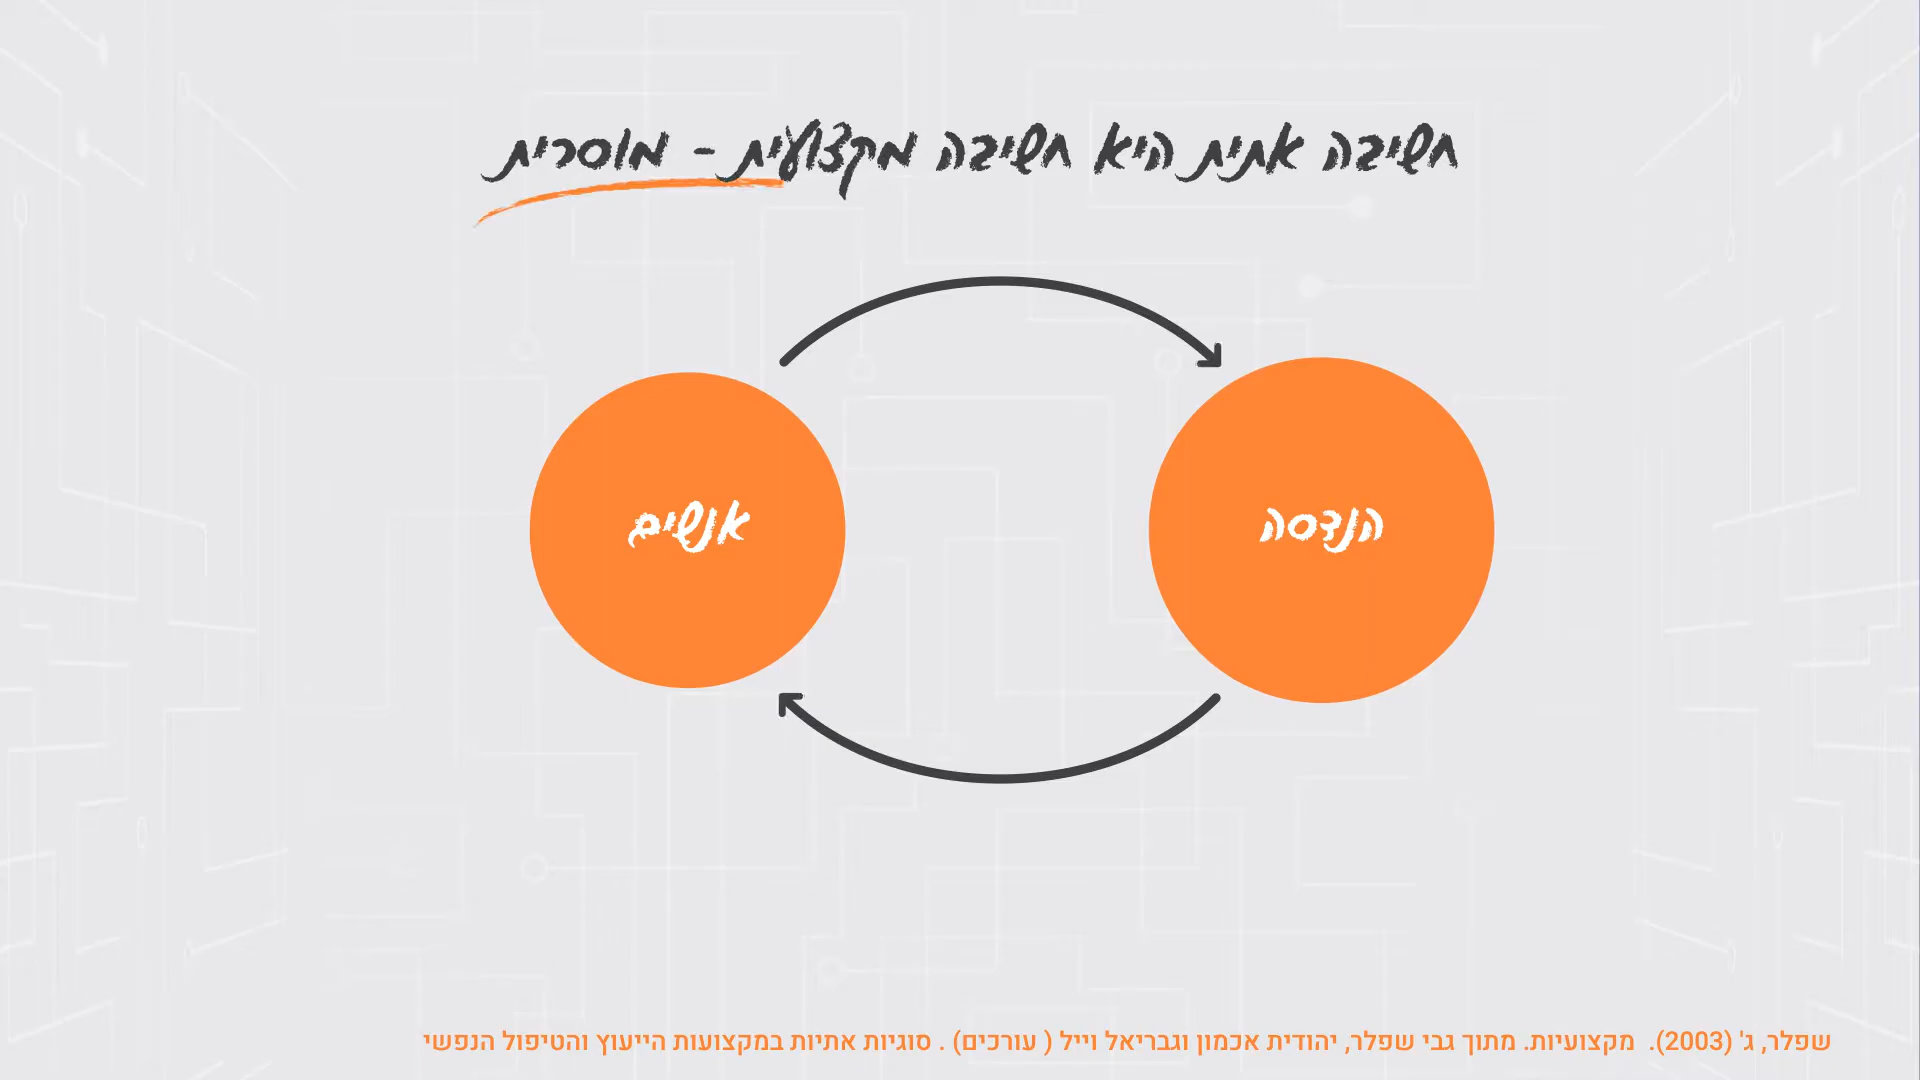 חשיבה אתית היא חשיבה מקצועית - מוסרית
הנדסה
אנשים
שפלר, ג' (2003). מקצועיות. מתוך גבי שפלר, יהודית אכמון וגבריאל וייל ( עורכים) . סוגיות אתיות במקצועות הייעוץ והטיפול הנפשי